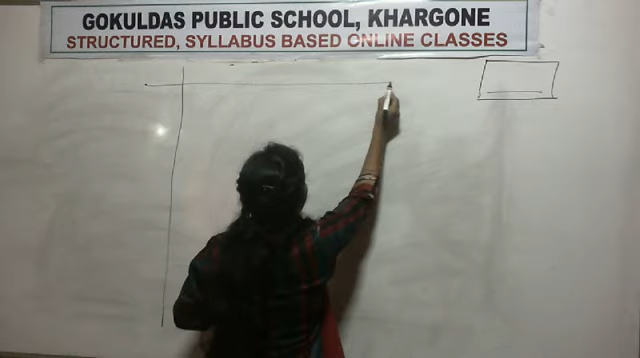 GOKULDAS PUBLIC SCHOOL, KHARGONE
STRUCTURED, SYLLABUS BASED ONLINE CLASSES